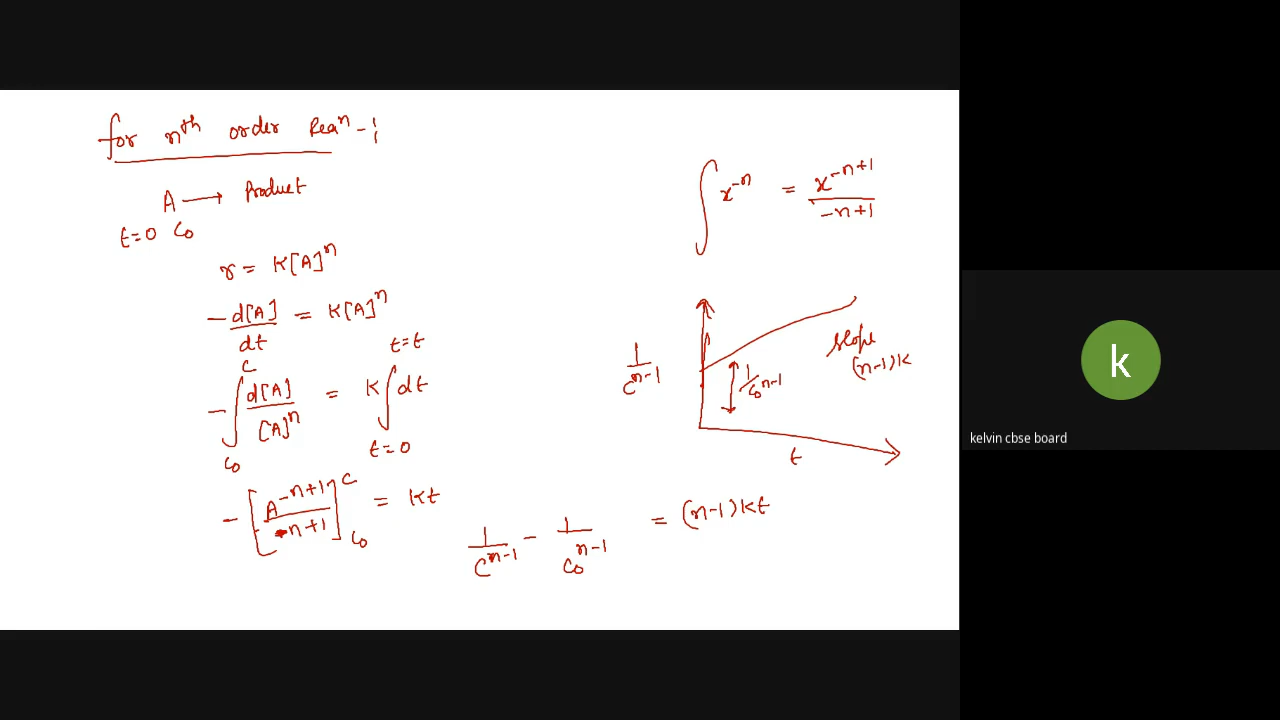 for nth order Reaⁿ -:
A ⟶ Product
t=0 C₀
r = K[A]ⁿ
-d[A]/dt = K[A]ⁿ
-∫_{C₀}^{C} d[A]/[A]ⁿ = K ∫_{t=0}^{t=t} dt
-[A^{-n+1}/-n+1]_{C₀}^{C} = Kt
1/C^{n-1} - 1/C₀^{n-1} = (n-1)Kt
∫x^{-n} = x^{-n+1}/-n+1
1/C^{n-1}
1/C₀^{n-1}
slope
(n-1)K
t
k
kelvin cbse board